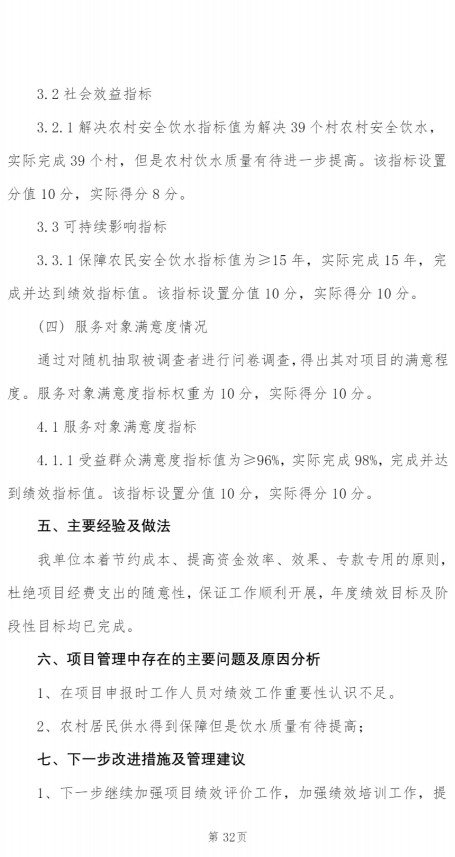 3.2 社会效益指标
3.2.1 解决农村安全饮水指标值为解决 39 个村农村安全饮水，
实际完成 39 个村，但是农村饮水质量有待进一步提高。该指标设置
分值 10 分，实际得分 8 分。
3.3 可持续影响指标
3.3.1 保障农民安全饮水指标值为≥15 年，实际完成 15 年，完
成并达到绩效指标值。该指标设置分值 10 分，实际得分 10 分。
(四) 服务对象满意度情况
通过对随机抽取被调查者进行问卷调查，得出其对项目的满意程
度。服务对象满意度指标权重为 10 分，实际得分 10 分。
4.1 服务对象满意度指标
4.1.1 受益群众满意度指标值为≥96%，实际完成 98%，完成并达
到绩效指标值。该指标设置分值 10 分，实际得分 10 分。
五、主要经验及做法
我单位本着节约成本、提高资金效率、效果、专款专用的原则，
杜绝项目经费支出的随意性，保证工作顺利开展，年度绩效目标及阶
段性目标均已完成。
六、项目管理中存在的主要问题及原因分析
1、在项目申报时工作人员对绩效工作重要性认识不足。
2、农村居民供水得到保障但是饮水质量有待提高；
七、下一步改进措施及管理建议
1、下一步继续加强项目绩效评价工作，加强绩效培训工作，提
第 32页